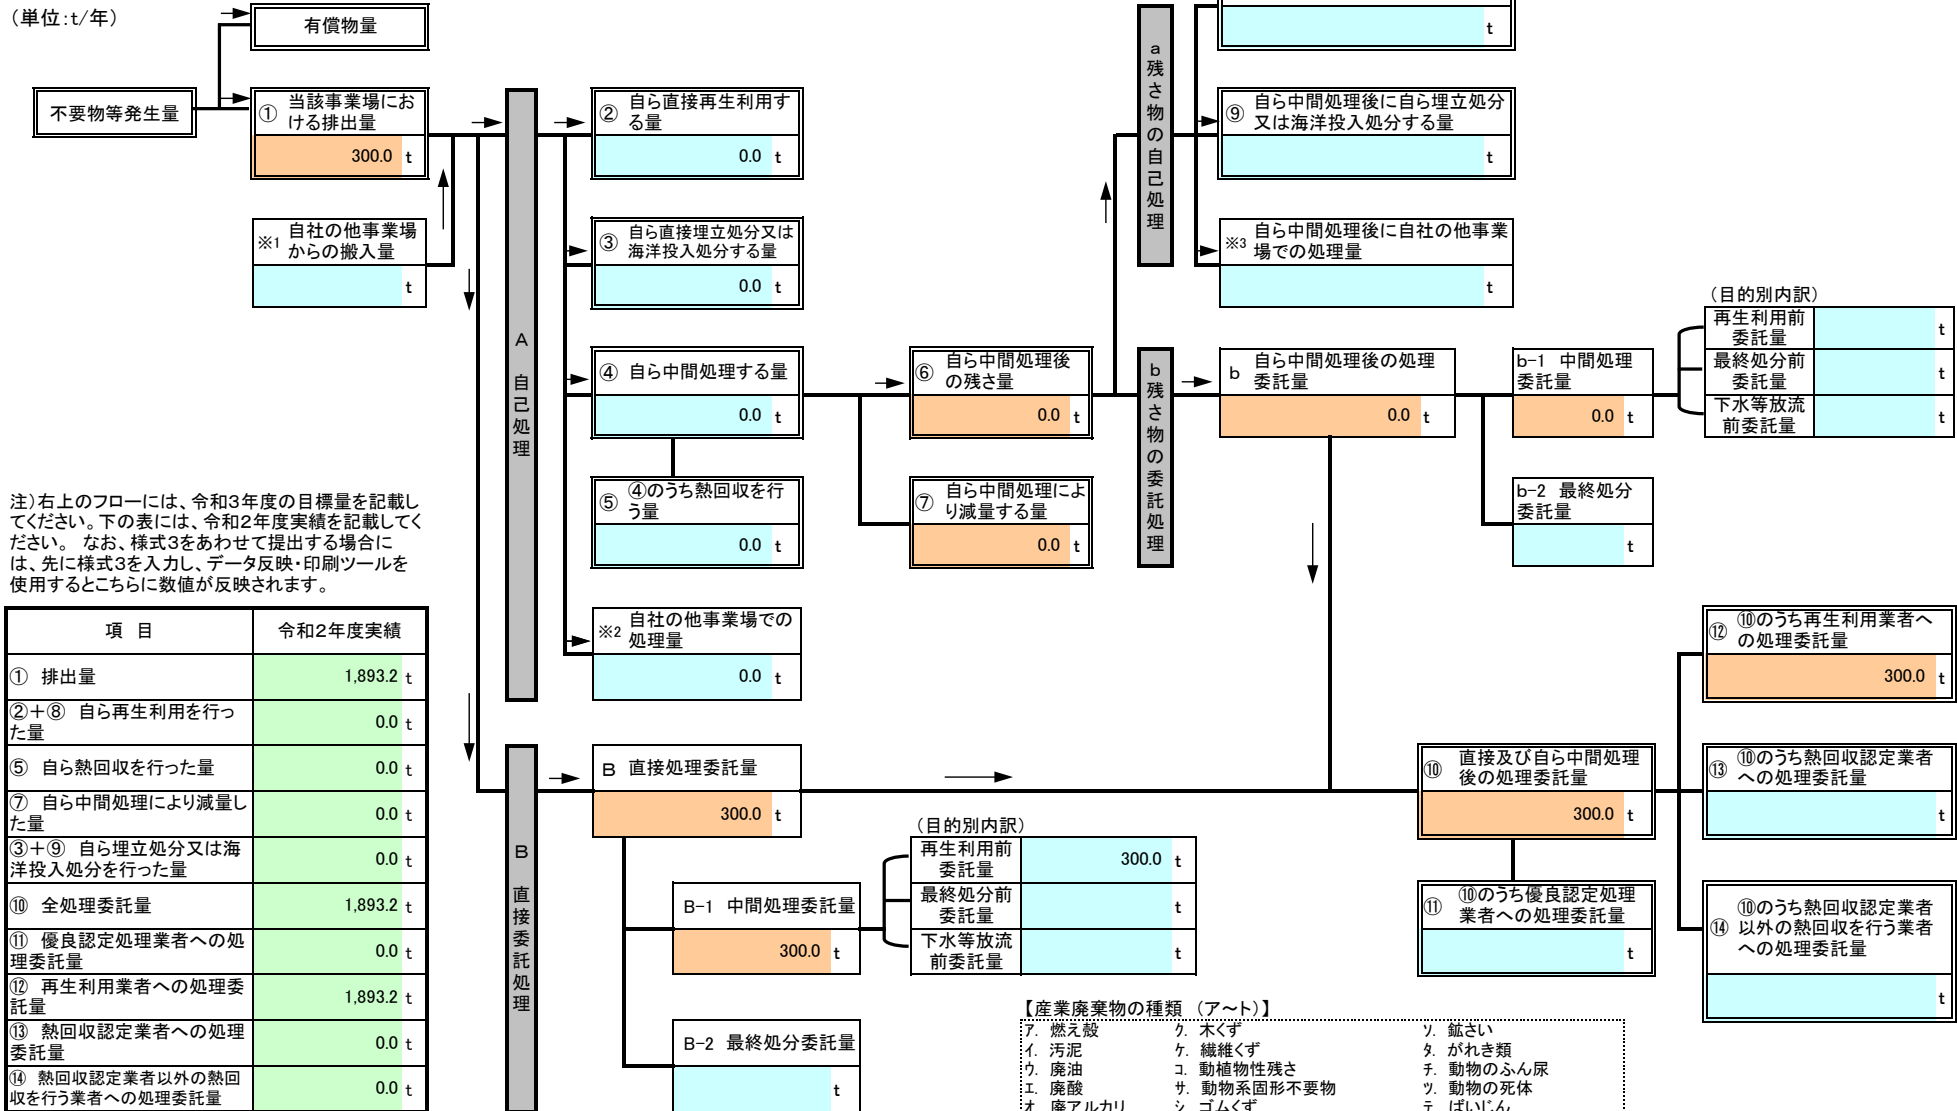 （単位：t/年）
有償物量
t
不要物等発生量
① 当該事業場にお
ける排出量
300.0 t
※1 自社の他事業場
からの搬入量
t
A 自己処理
② 自ら直接再生利用す
る量
0.0 t
③ 自ら直接埋立処分又は
海洋投入処分する量
0.0 t
④ 自ら中間処理する量
0.0 t
⑤ ④のうち熱回収を行
う量
0.0 t
※2 自社の他事業場での
処理量
0.0 t
⑥ 自ら中間処理後
の残さ量
0.0 t
⑦ 自ら中間処理によ
り減量する量
0.0 t
a 残さ物の自己処理
⑨ 自ら中間処理後に自ら埋立処分
又は海洋投入処分する量
t
※3 自ら中間処理後に自社の他事業
場での処理量
t
b 残さ物の委託処理
b 自ら中間処理後の処理
委託量
0.0 t
b-1 中間処理
委託量
0.0 t
（目的別内訳）
再生利用前
委託量
t
最終処分前
委託量
t
下水等放流
前委託量
t
b-2 最終処分
委託量
t
注）右上のフローには、令和３年度の目標量を記載し
てください。下の表には、令和２年度実績を記載してく
ださい。 なお、様式３をあわせて提出する場合に
は、先に様式３を入力し、データ反映・印刷ツールを
使用するとこちらに数値が反映されます。
項 目 令和２年度実績
① 排出量 1,893.2 t
②＋⑧ 自ら再生利用を行っ
た量 0.0 t
⑤ 自ら熱回収を行った量 0.0 t
⑦ 自ら中間処理により減量し
た量 0.0 t
③＋⑨ 自ら埋立処分又は海
洋投入処分を行った量 0.0 t
⑩ 全処理委託量 1,893.2 t
⑪ 優良認定処理業者への処
理委託量 0.0 t
⑫ 再生利用業者への処理委
託量 1,893.2 t
⑬ 熱回収認定業者への処理
委託量 0.0 t
⑭ 熱回収認定業者以外の熱回
収を行う業者への処理委託量 0.0 t
B 直接委託処理
B 直接処理委託量
300.0 t
B-1 中間処理委託量
300.0 t
（目的別内訳）
再生利用前
委託量
300.0 t
最終処分前
委託量
t
下水等放流
前委託量
t
B-2 最終処分委託量
t
⑩ 直接及び自ら中間処理
後の処理委託量
300.0 t
⑪ ⑩のうち優良認定処理
業者への処理委託量
t
⑫ ⑩のうち再生利用業者へ
の処理委託量
300.0 t
⑬ ⑩のうち熱回収認定業者
への処理委託量
t
⑭ ⑩のうち熱回収認定業者
以外の熱回収を行う業者
への処理委託量
t
【産業廃棄物の種類 （ア～ト）】
ア. 燃え殻 ク. 木くず ソ. 鉱さい
イ. 汚泥 ケ. 繊維くず タ. がれき類
ウ. 廃油 コ. 動植物性残さ チ. 動物のふん尿
エ. 廃酸 サ. 動物系固形不要物 ツ. 動物の死体
オ. 廃アルカリ シ. ゴムくず テ. ばいじん